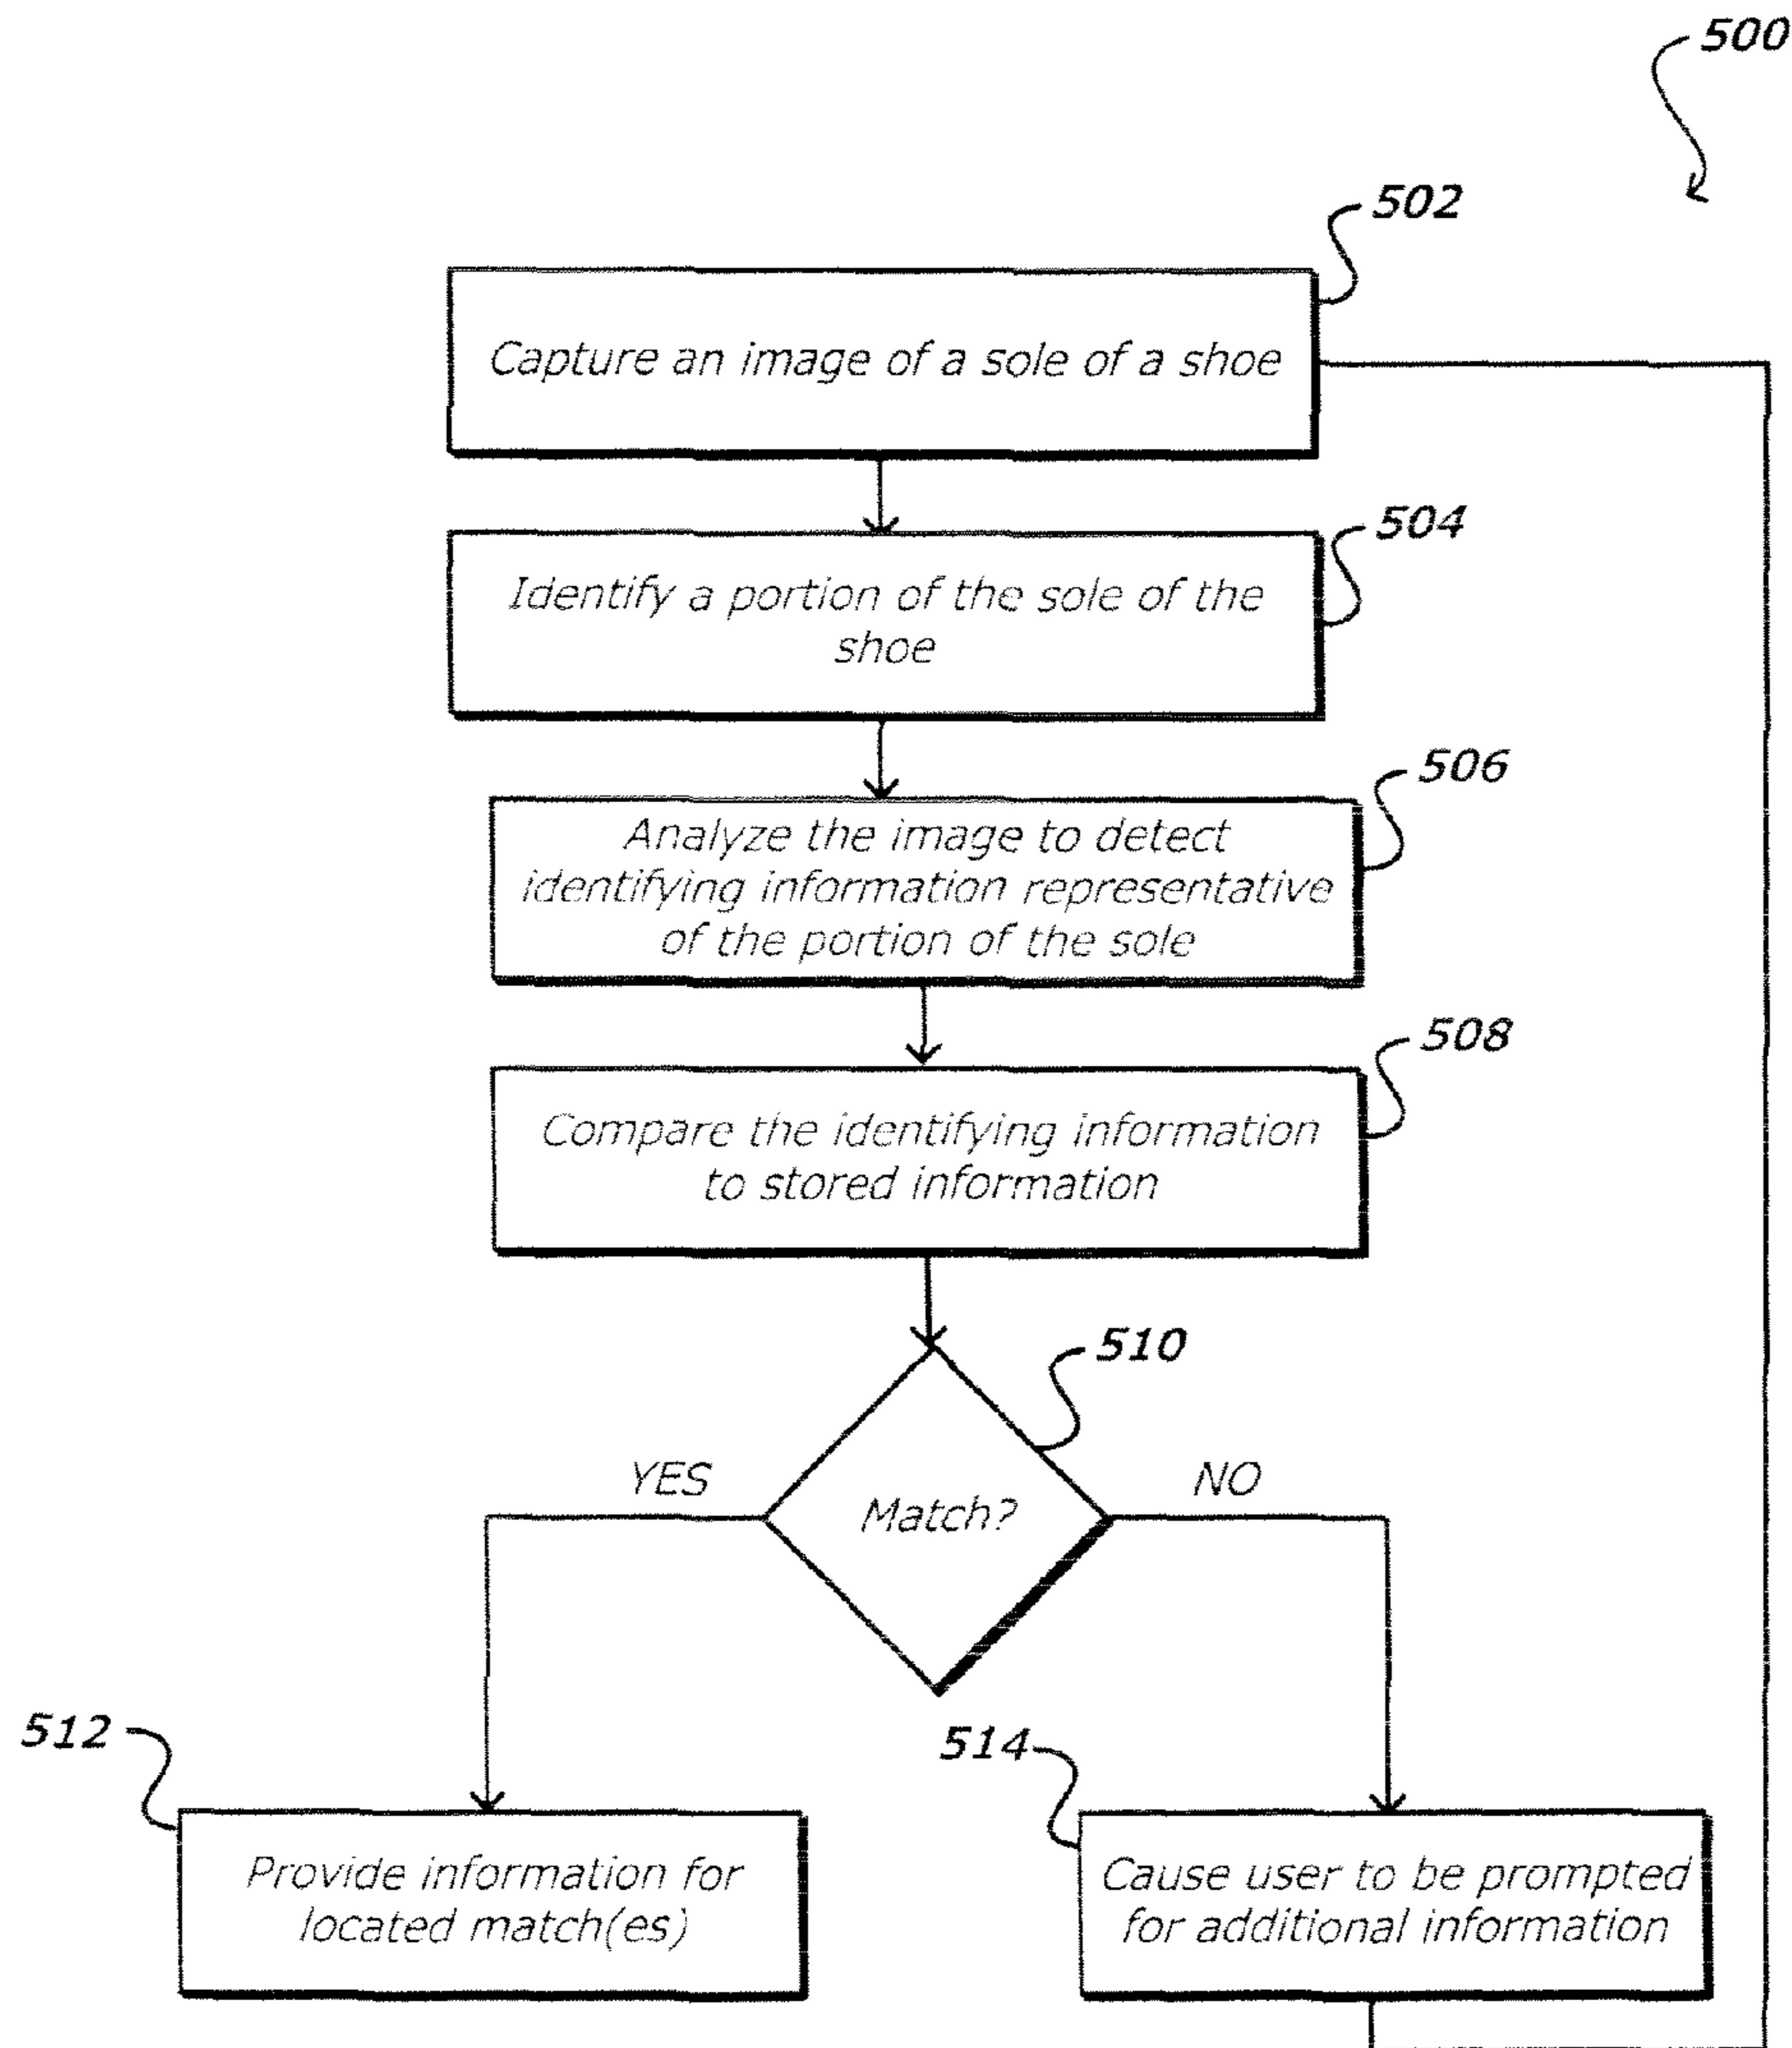 500
502
Capture an image of a sole of a shoe
504
Identify a portion of the sole of the
shoe
506
Analyze the image to detect
identifying information representative
of the portion of the sole
508
Compare the identifying information
to stored information
510
YES
Match?
NO
512
514
Provide information for
located match(es)
Cause user to be prompted
for additional information